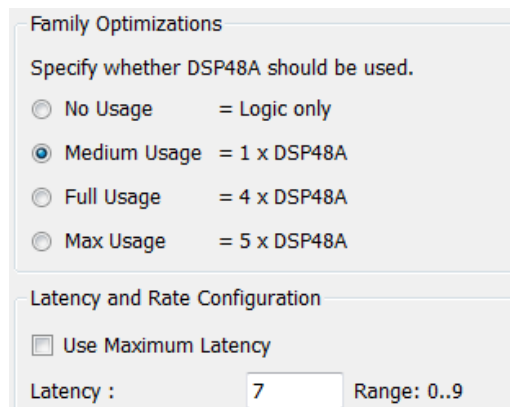 Family Optimizations
Specify whether DSP48A should be used.
No Usage = Logic only
Medium Usage = 1 x DSP48A
Full Usage = 4 x DSP48A
Max Usage = 5 x DSP48A
Latency and Rate Configuration
Use Maximum Latency
Latency : 7 Range: 0..9